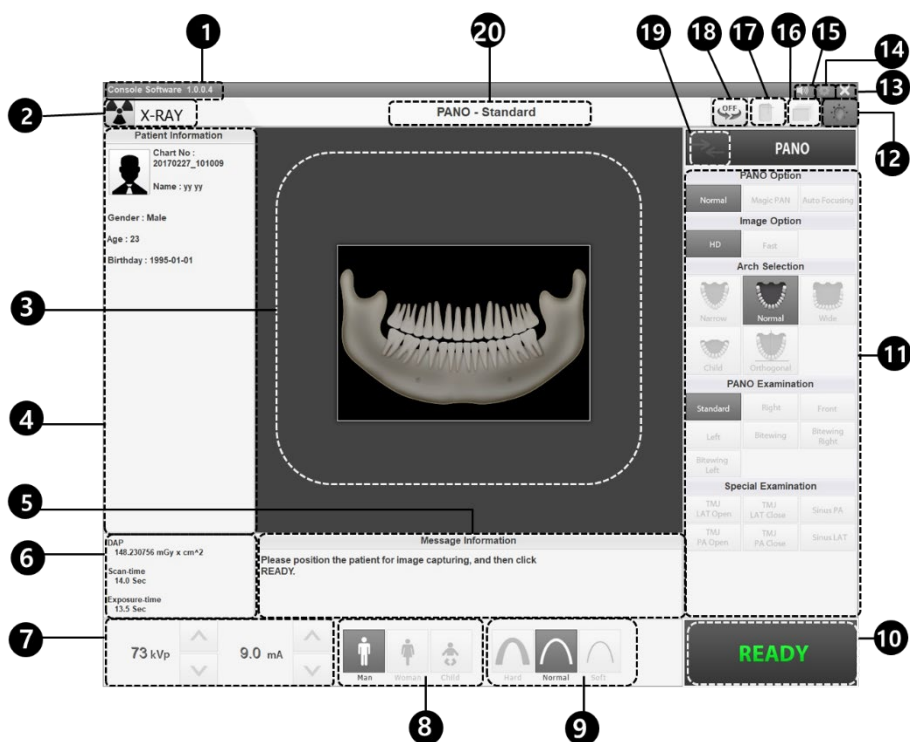 1
20
19
18
17
16
15
14
13
Console Software 1.0.0.4
2
X-RAY
PANO - Standard
OFF
12
Patient Information
PANO
Chart No :
20170227_101009
Name : yy yy
Gender : Male
Age : 23
Birthday : 1995-01-01
PANO Option
Normal
Magic PAN
Auto Focusing
Image Option
HD
Fast
3
Arch Selection
Narrow
Normal
Wide
11
Child
Orthogonal
4
PANO Examination
Standard
Right
Front
Left
Bitewing
Bitewing
Right
Bitewing
Left
5
Special Examination
TMJ
LAT Open
TMJ
LAT Close
Sinus PA
TMJ
PA Open
TMJ
PA Close
Sinus LAT
6
DAP
148.230756 mGy x cm^2
Scan-time
14.0 Sec
Exposure-time
13.5 Sec
Message Information
Please position the patient for image capturing, and then click
READY.
7
73 kVp
9.0 mA
Man
Woman
Child
Hard
Normal
Soft
READY
10
8
9